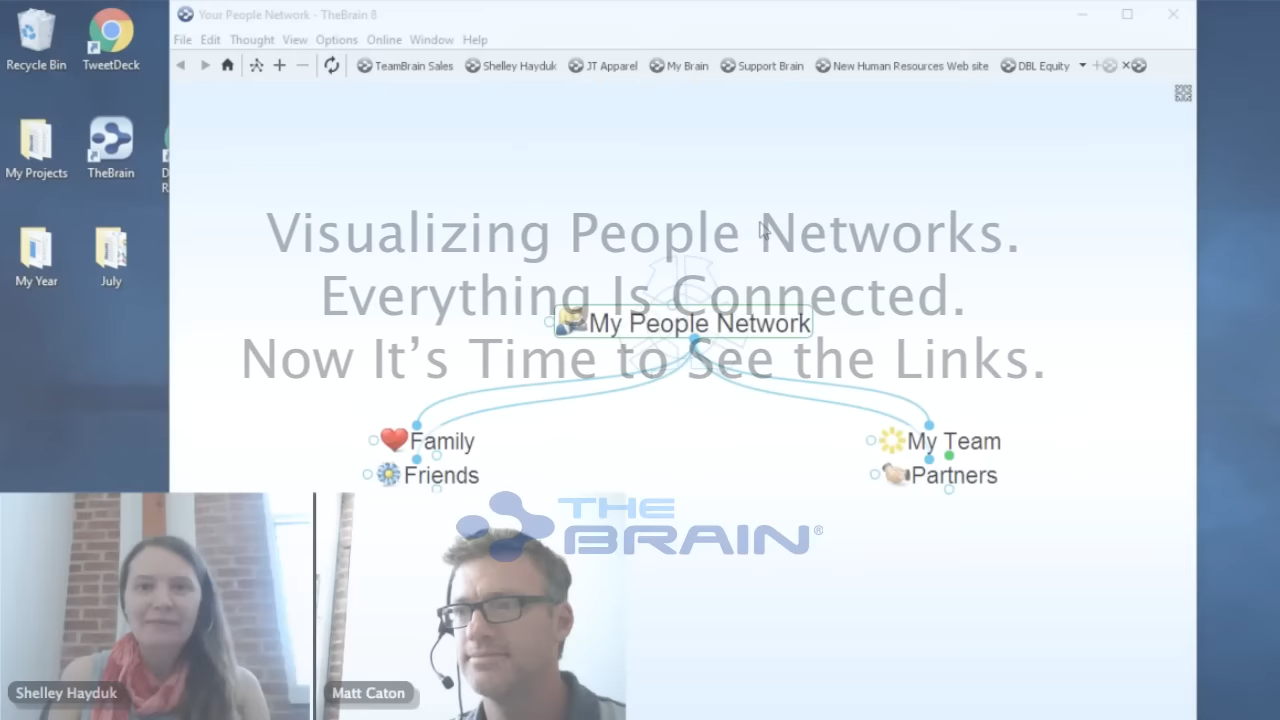 Your People Network - TheBrain 8
File Edit Thought View Options Online Window Help
TeamBrain Sales Shelley Hayduk JT Apparel My Brain Support Brain New Human Resources Web site DBL Equity
Recycle Bin
TweetDeck
My Projects
TheBrain
D
R
My Year
July
Visualizing People Networks.
Everything Is Connected.
Now It’s Time to See the Links.
My People Network
Family
Friends
My Team
Partners
THE
BRAIN®
Shelley Hayduk
Matt Caton